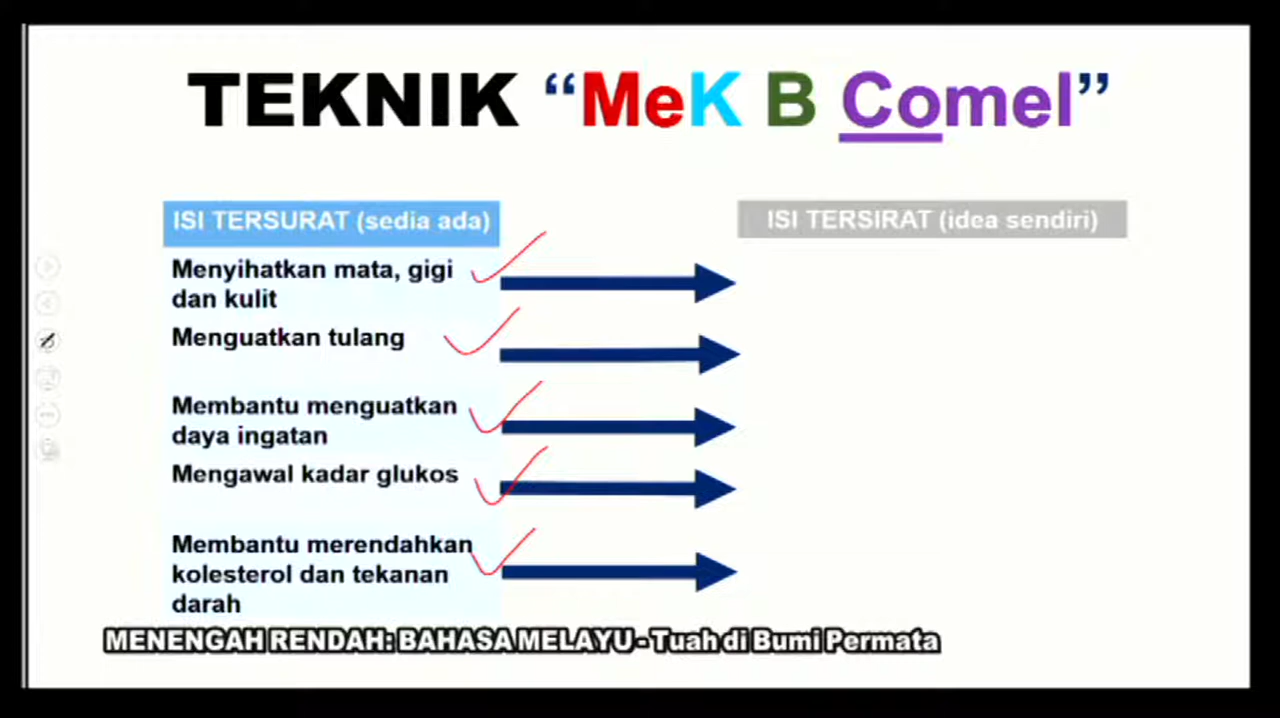 TEKNIK “MeK B Comel”
ISI TERSURAT (sedia ada)
ISI TERSIRAT (idea sendiri)
Menyihatkan mata, gigi
dan kulit
Menguatkan tulang
Membantu menguatkan
daya ingatan
Mengawal kadar glukos
Membantu merendahkan
kolesterol dan tekanan
darah
MENENGAH RENDAH: BAHASA MELAYU - Tuah di Bumi Permata